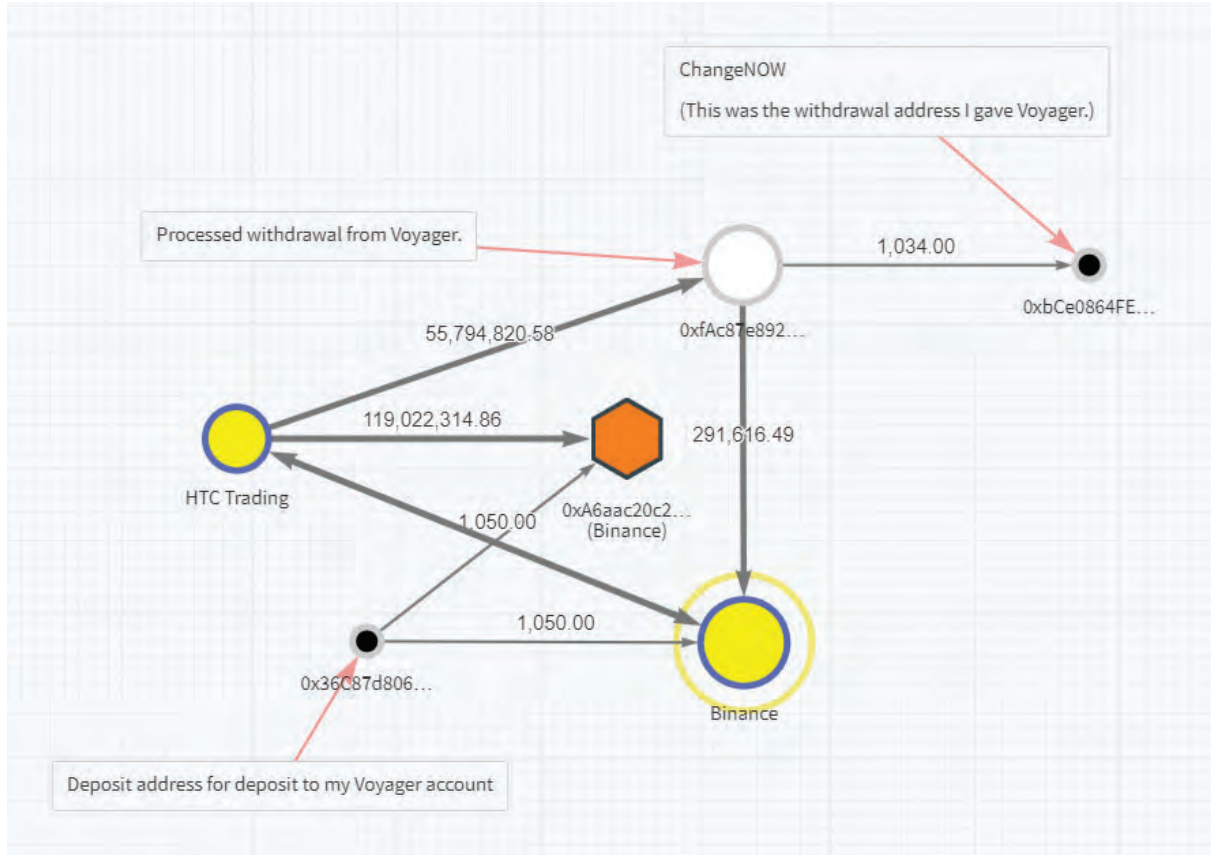 ChangeNOW
(This was the withdrawal address I gave Voyager.)
Processed withdrawal from Voyager.
1,034.00
0xbCe0864FE...
0xfAc87e892...
55,794,820.58
119,022,314.86
291,616.49
HTC Trading
0xA6aac20c2...
(Binance)
1,050.00
1,050.00
0x36C87d806...
Binance
Deposit address for deposit to my Voyager account